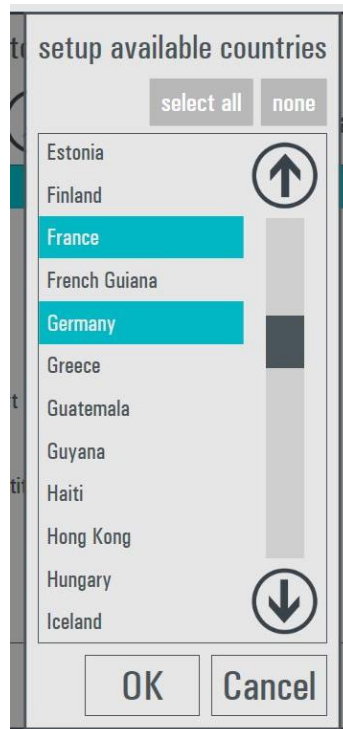 setup available countries
select all none
Estonia
Finland
France
French Guiana
Germany
Greece
Guatemala
Guyana
Haiti
Hong Kong
Hungary
Iceland
OK Cancel